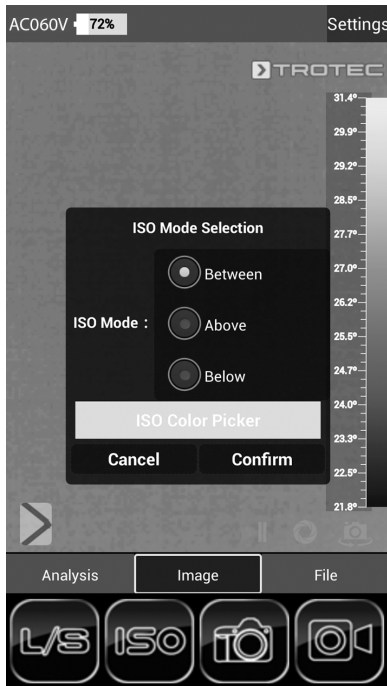 AC060V 72% Settings
TROTEC
31.4°
29.9°
29.2°
28.5°
27.7°
27.0°
26.2°
25.5°
24.7°
24.0°
23.3°
22.5°
21.8°
ISO Mode Selection
ISO Mode :
Between
Above
Below
ISO Color Picker
Cancel Confirm
Analysis Image File
L/S ISO